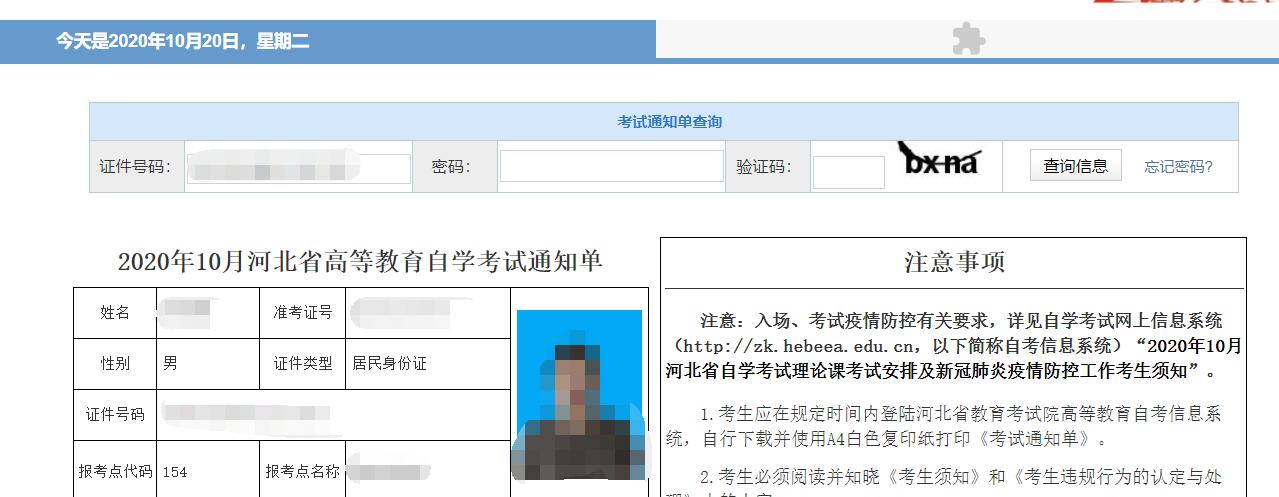 今天是2020年10月20日，星期二
考试通知单查询
证件号码： 密码： 验证码： bxna 查询信息 忘记密码?
2020年10月河北省高等教育自学考试通知单
姓名 准考证号
性别 男 证件类型 居民身份证
证件号码
报考点代码 154 报考点名称
注意事项
注意：入场、考试疫情防控有关要求，详见自学考试网上信息系统
（http://zk.hebeea.edu.cn，以下简称自考信息系统）“2020年10月
河北省自学考试理论课考试安排及新冠肺炎疫情防控工作考生须知”。
1.考生应在规定时间内登陆河北省教育考试院高等教育自考信息系
统，自行下载并使用A4白色复印纸打印《考试通知单》。
2.考生必须阅读并知晓《考生须知》和《考生违规行为的认定与处